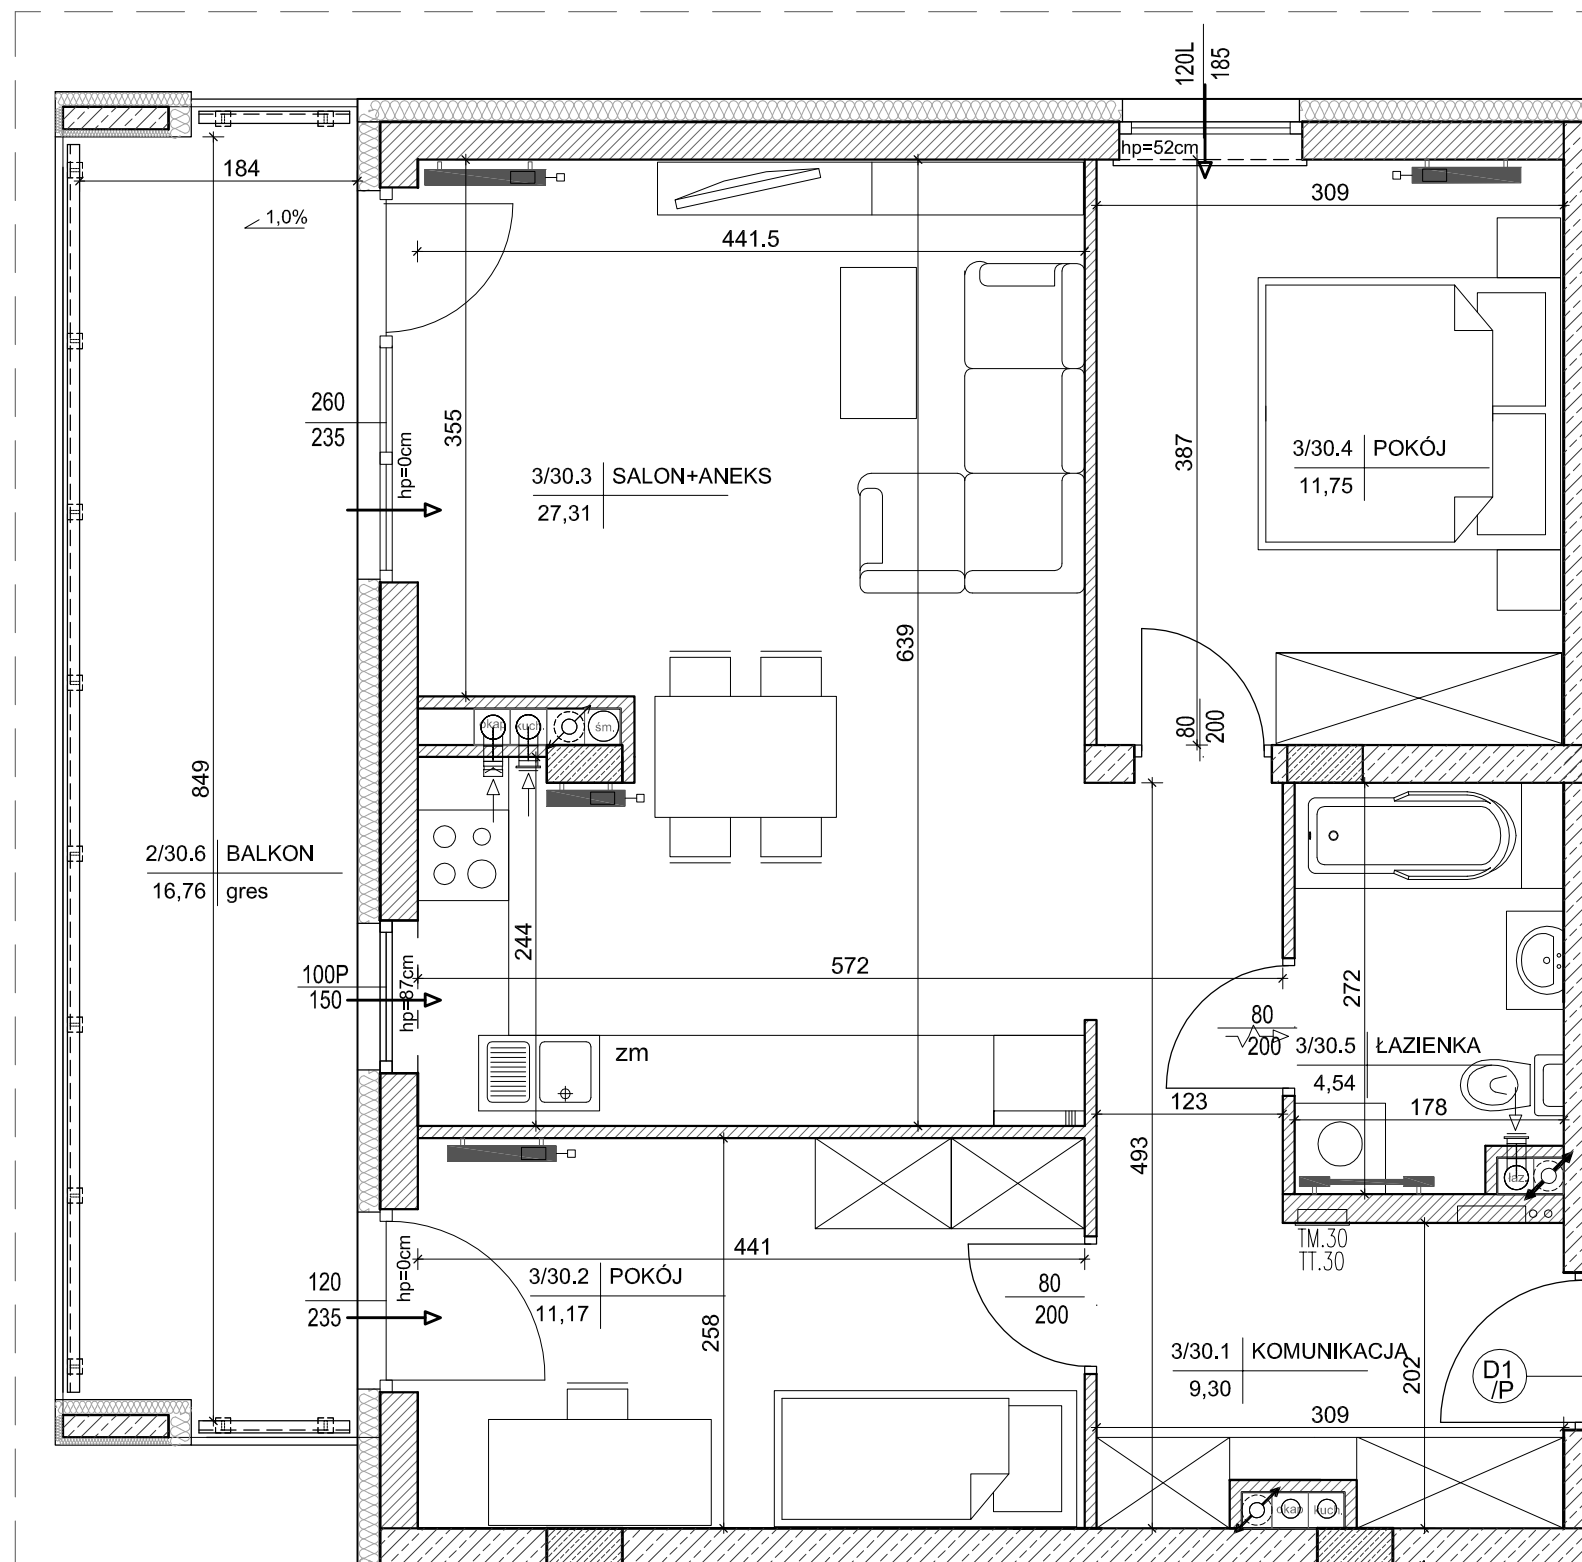 120L
185
hp=52cm
184
1,0%
441.5
309
260
235
hp=0cm
355
3/30.3 SALON+ANEKS
27,31
387
3/30.4 POKÓJ
11,75
639
80
200
okap
kuch.
śm.
849
2/30.6 BALKON
16,76 gres
244
572
100P
150
hp=87cm
272
80
200
3/30.5 ŁAZIENKA
4,54
zm
123
178
493
łaz.
TM.30
TT.30
441
3/30.2 POKÓJ
11,17
120
235
hp=0cm
80
200
258
3/30.1 KOMUNIKACJA
9,30
202
D1
/P
309
okap
kuch.